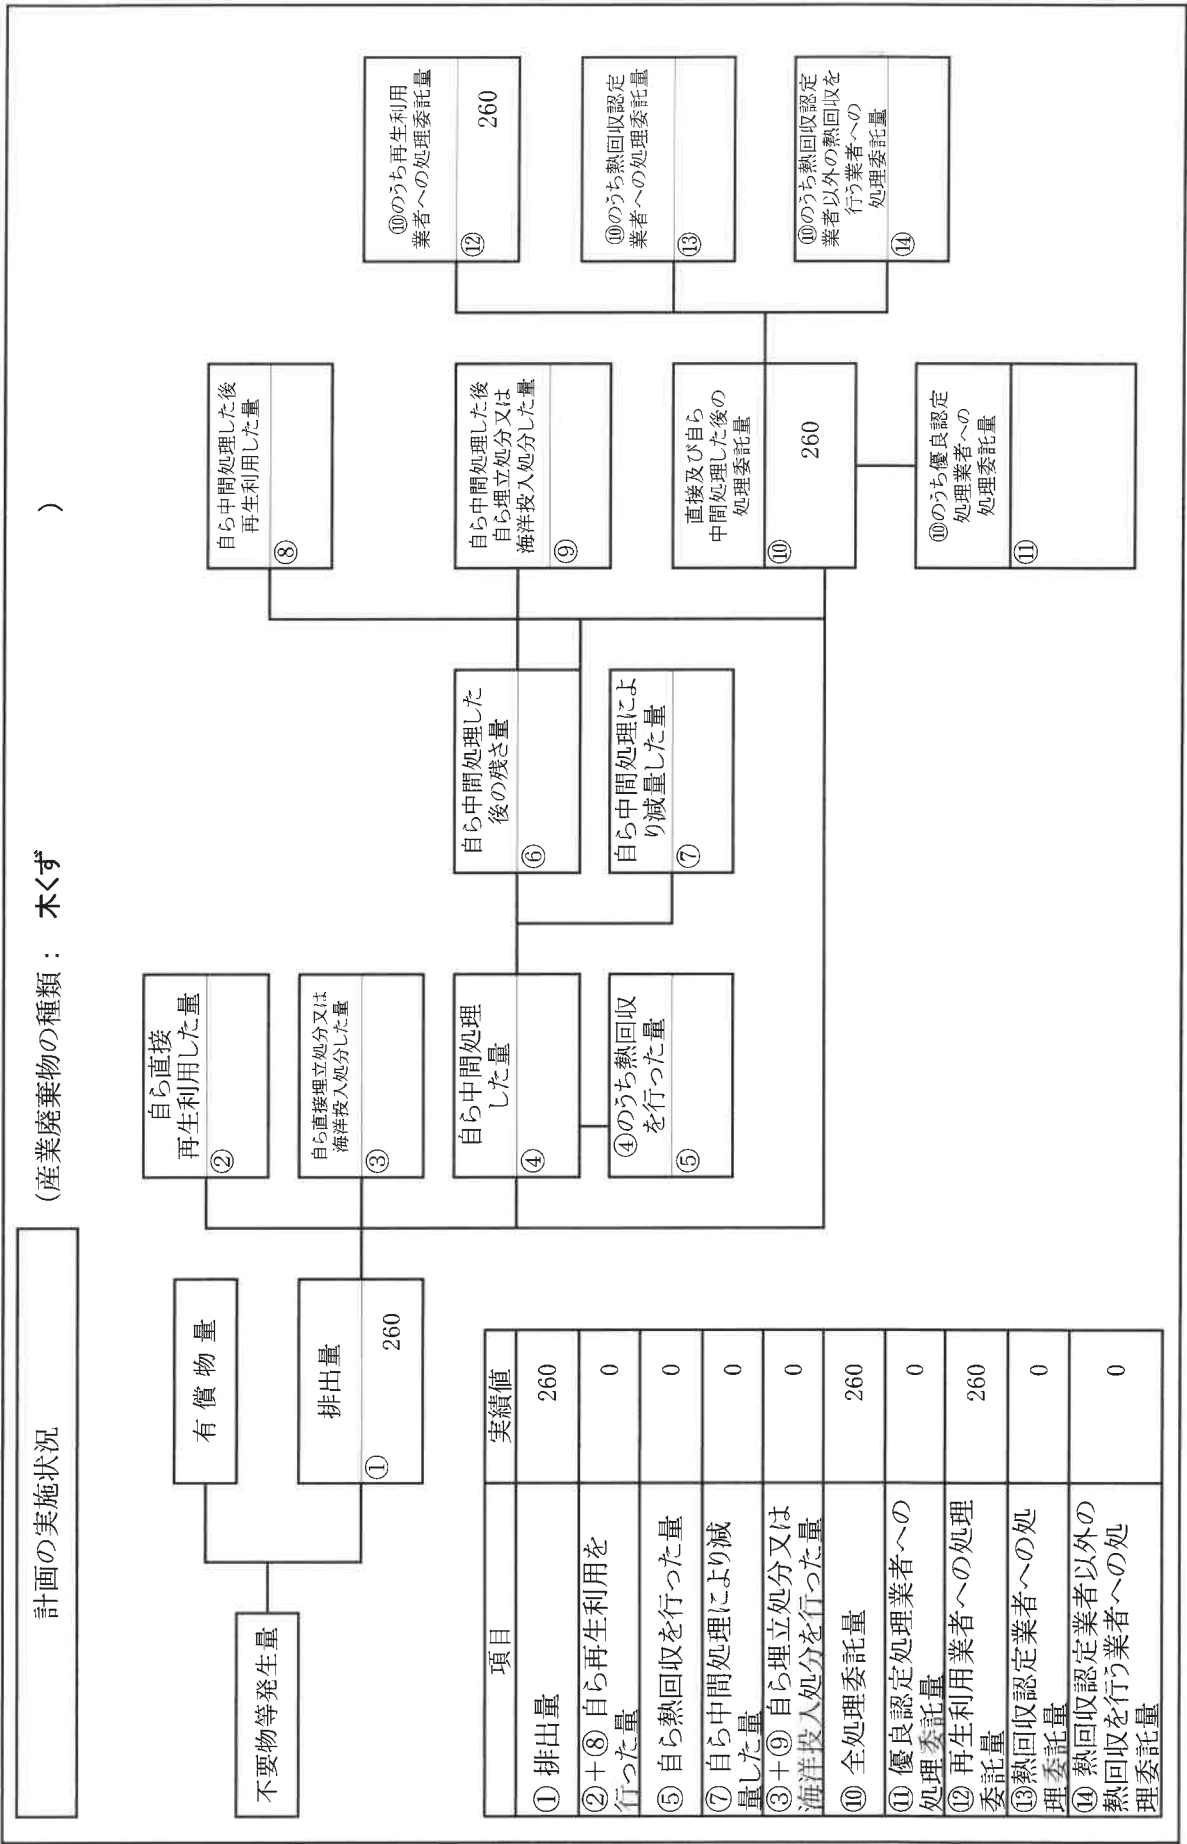 計画の実施状況
(産業廃棄物の種類： 木くず )
不要物等発生量
有 償 物 量
排出量
① 260
自ら直接
再生利用した量
②
自ら直接埋立処分又は
海洋投入処分した量
③
自ら中間処理
した量
④
④のうち熱回収
を行った量
⑤
自ら中間処理した
後の残さ量
⑥
自ら中間処理によ
り減量した量
⑦
自ら中間処理した後
再生利用した量
⑧
自ら中間処理した後
自ら埋立処分又は
海洋投入処分した量
⑨
直接及び自ら
中間処理した後の
処理委託量
⑩ 260
⑩のうち優良認定
処理業者への
処理委託量
⑪
⑩のうち再生利用
業者への処理委託量
⑫ 260
⑩のうち熱回収認定
業者への処理委託量
⑬
⑩のうち熱回収認定
業者以外の熱回収を
行う業者への
処理委託量
⑭
項目 実績値
① 排出量 260
②＋⑧ 自ら再生利用を
行った量 0
⑤ 自ら熱回収を行った量 0
⑦ 自ら中間処理により減
量した量 0
③＋⑨ 自ら埋立処分又は
海洋投入処分を行った量 0
⑩ 全処理委託量 260
⑪ 優良認定処理業者への
処理委託量 0
⑫ 再生利用業者への処理
委託量 260
⑬熱回収認定業者への処
理委託量 0
⑭ 熱回収認定業者以外の
熱回収を行う業者への処
理委託量 0